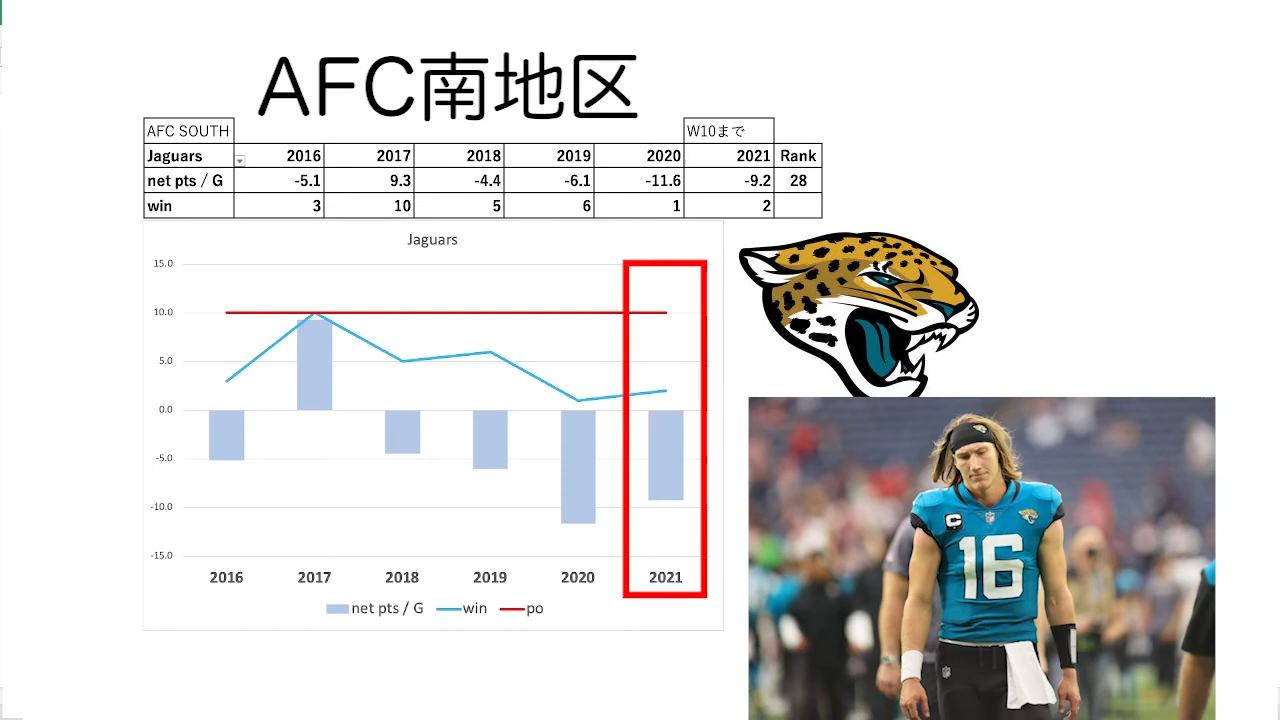 AFC南地区
AFC SOUTH W10まで
Jaguars 2016 2017 2018 2019 2020 2021 Rank
net pts / G -5.1 9.3 -4.4 -6.1 -11.6 -9.2 28
win 3 10 5 6 1 2
Jaguars
15.0
10.0
5.0
0.0
-5.0
-10.0
-15.0
2016 2017 2018 2019 2020 2021
net pts / G win po
C
16